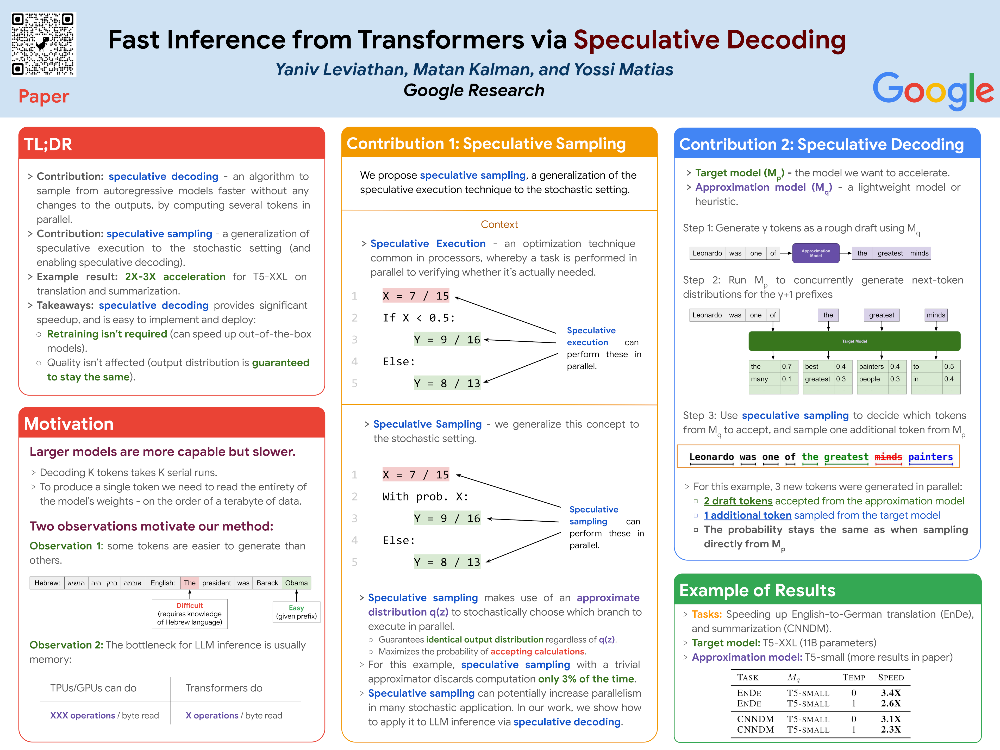 Fast Inference from Transformers via Speculative Decoding
Yaniv Leviathan, Matan Kalman, and Yossi Matias
Google Research
Paper
Google
TL;DR
> Contribution: speculative decoding - an algorithm to
sample from autoregressive models faster without any
changes to the outputs, by computing several tokens in
parallel.
> Contribution: speculative sampling - a generalization of
speculative execution to the stochastic setting (and
enabling speculative decoding).
> Example result: 2X-3X acceleration for T5-XXL on
translation and summarization.
> Takeaways: speculative decoding provides significant
speedup, and is easy to implement and deploy:
○ Retraining isn't required (can speed up out-of-the-box
models).
○ Quality isn't affected (output distribution is guaranteed
to stay the same).
Motivation
Larger models are more capable but slower.
> Decoding K tokens takes K serial runs.
> To produce a single token we need to read the entirety of
the model's weights - on the order of a terabyte of data.
Two observations motivate our method:
Observation 1: some tokens are easier to generate than
others.
Hebrew: הנשיא היה ברק אובמה English: The president was Barack Obama
Difficult
(requires knowledge
of Hebrew language)
Easy
(given prefix)
Observation 2: The bottleneck for LLM inference is usually
memory:
TPUs/GPUs can do Transformers do
XXX operations / byte read X operations / byte read
Contribution 1: Speculative Sampling
We propose speculative sampling, a generalization of the
speculative execution technique to the stochastic setting.
Context
> Speculative Execution - an optimization technique
common in processors, whereby a task is performed in
parallel to verifying whether it's actually needed.
1 X = 7 / 15
2 If X < 0.5:
3 Y = 9 / 16
4 Else:
5 Y = 8 / 13
Speculative
execution can
perform these in
parallel.
> Speculative Sampling - we generalize this concept to
the stochastic setting.
1 X = 7 / 15
2 With prob. X:
3 Y = 9 / 16
4 Else:
5 Y = 8 / 13
Speculative
sampling can
perform these in
parallel.
> Speculative sampling makes use of an approximate
distribution q(z) to stochastically choose which branch to
execute in parallel.
○ Guarantees identical output distribution regardless of q(z).
○ Maximizes the probability of accepting calculations.
> For this example, speculative sampling with a trivial
approximator discards computation only 3% of the time.
> Speculative sampling can potentially increase parallelism
in many stochastic application. In our work, we show how
to apply it to LLM inference via speculative decoding.
Contribution 2: Speculative Decoding
> Target model (Mp) - the model we want to accelerate.
> Approximation model (Mq) - a lightweight model or
heuristic.
Step 1: Generate γ tokens as a rough draft using Mq
Leonardo was one of Approximation the greatest minds
Model
Step 2: Run Mp to concurrently generate next-token
distributions for the γ+1 prefixes
Leonardo was one of the greatest minds
Target Model
the 0.7 best 0.4 painters 0.4 to 0.5
many 0.1 greatest 0.3 people 0.3 in 0.4
... ... ... ... ... ... ... ...
Step 3: Use speculative sampling to decide which tokens
from Mq to accept, and sample one additional token from Mp
Leonardo was one of the greatest minds painters
> For this example, 3 new tokens were generated in parallel:
□ 2 draft tokens accepted from the approximation model
□ 1 additional token sampled from the target model
□ The probability stays the same as when sampling
directly from Mp
Example of Results
> Tasks: Speeding up English-to-German translation (EnDe),
and summarization (CNNDM).
> Target model: T5-XXL (11B parameters)
> Approximation model: T5-small (more results in paper)
TASK Mq TEMP SPEED
ENDE T5-SMALL 0 3.4X
ENDE T5-SMALL 1 2.6X
CNNDM T5-SMALL 0 3.1X
CNNDM T5-SMALL 1 2.3X